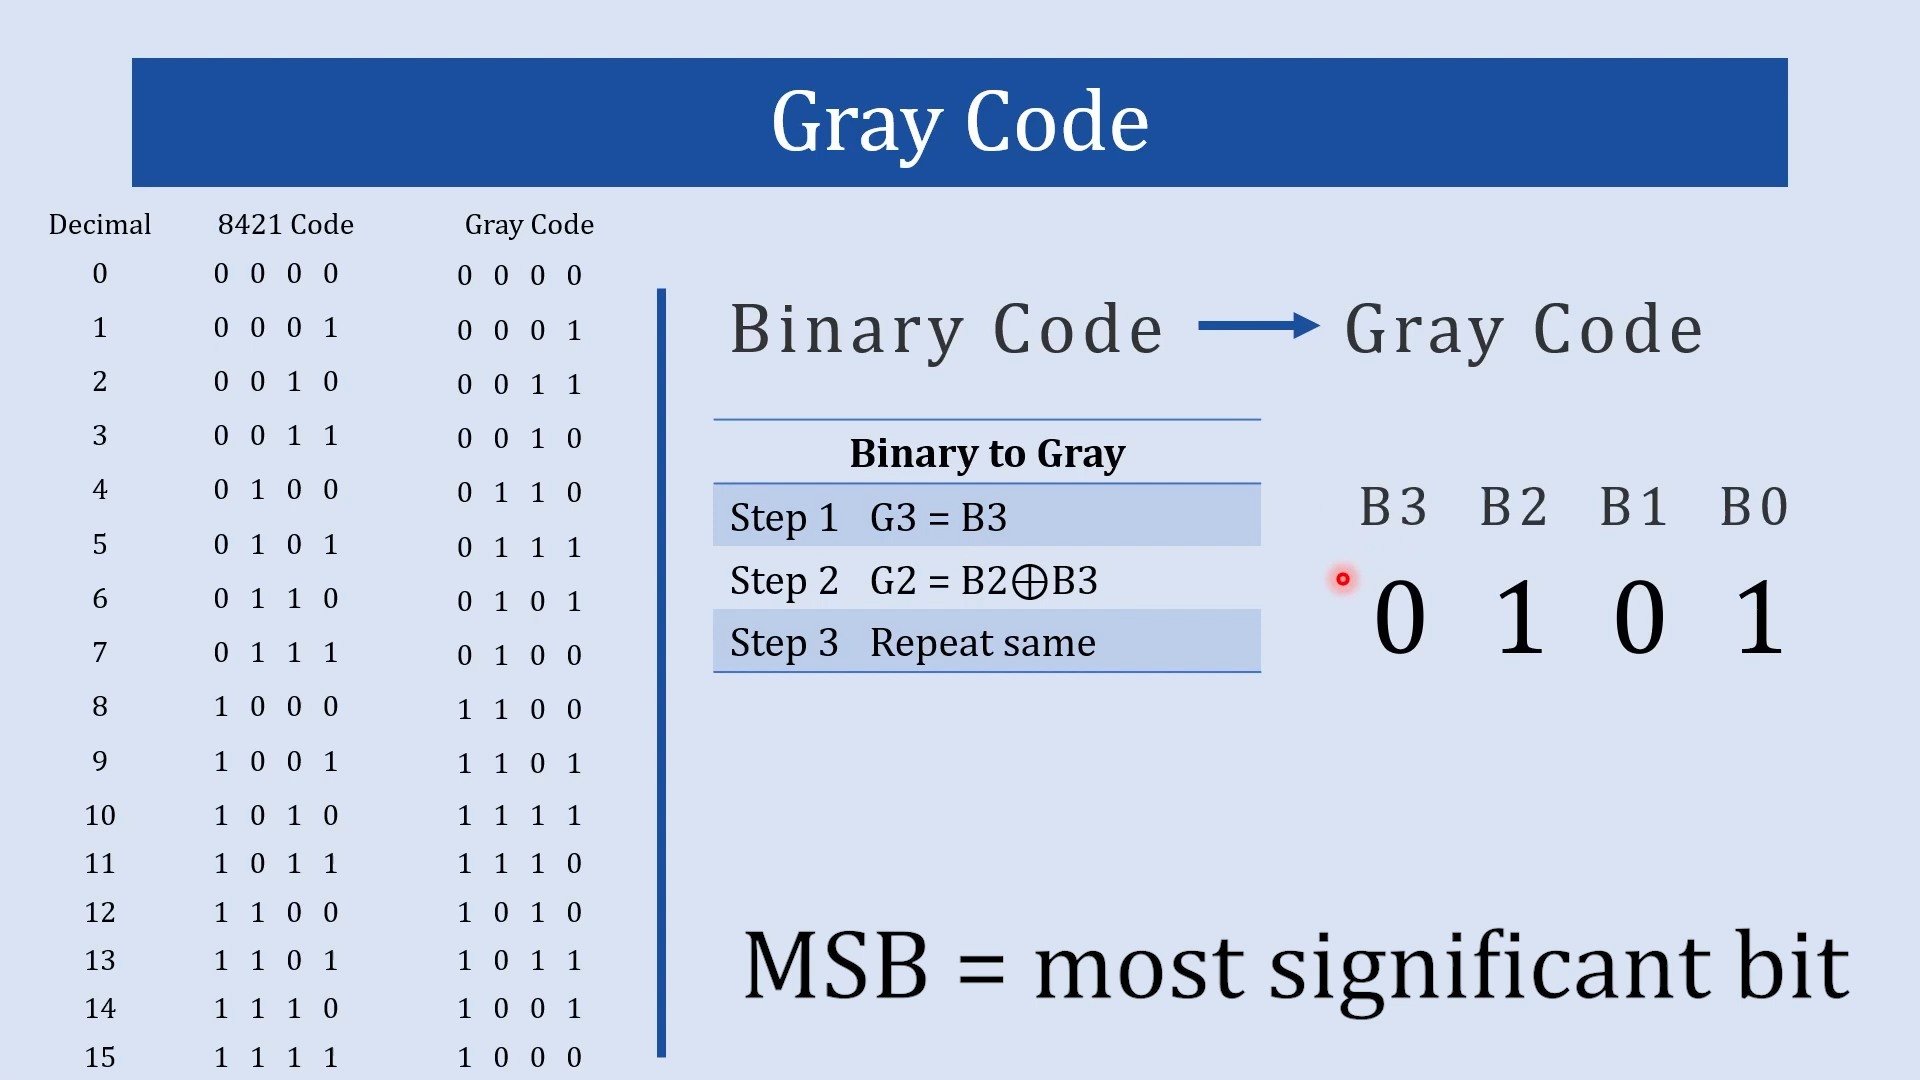 Gray Code
Decimal 8421 Code Gray Code
0 0 0 0 0 0 0 0 0
1 0 0 0 1 0 0 0 1
2 0 0 1 0 0 0 1 1
3 0 0 1 1 0 0 1 0
4 0 1 0 0 0 1 1 0
5 0 1 0 1 0 1 1 1
6 0 1 1 0 0 1 0 1
7 0 1 1 1 0 1 0 0
8 1 0 0 0 1 1 0 0
9 1 0 0 1 1 1 0 1
10 1 0 1 0 1 1 1 1
11 1 0 1 1 1 1 1 0
12 1 1 0 0 1 0 1 0
13 1 1 0 1 1 0 1 1
14 1 1 1 0 1 0 0 1
15 1 1 1 1 1 0 0 0
Binary Code → Gray Code
Binary to Gray
Step 1 G3 = B3
Step 2 G2 = B2⊕B3
Step 3 Repeat same
B3 B2 B1 B0
0 1 0 1
MSB = most significant bit